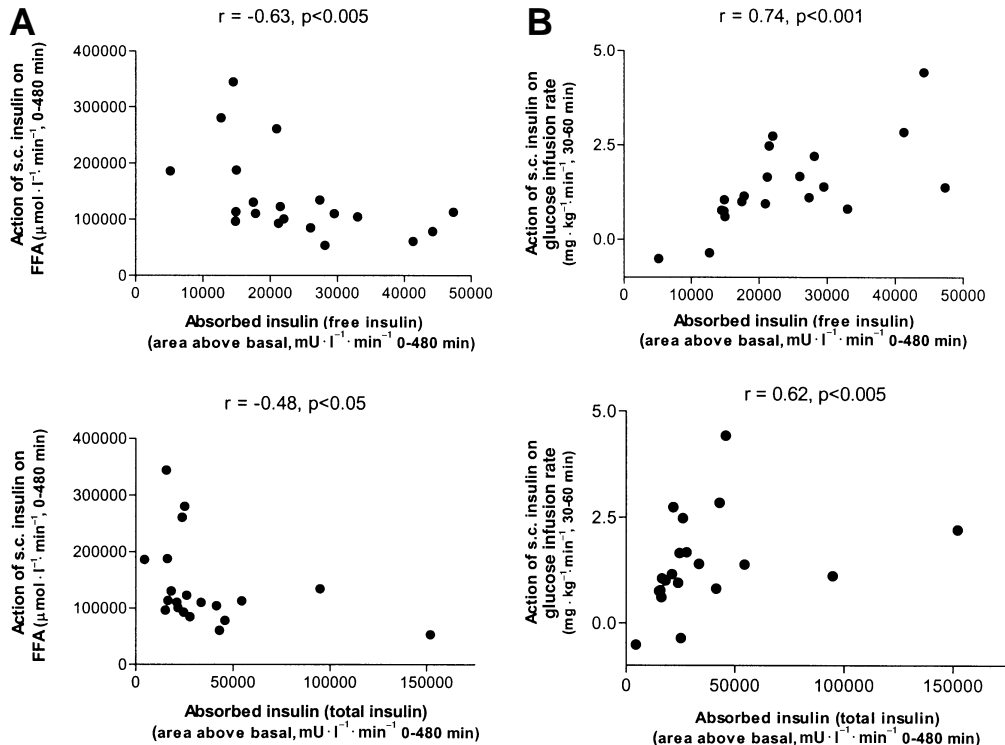 A
r = -0.63, p<0.005
Action of s.c. insulin on
FFA (μmol · l⁻¹· min⁻¹, 0-480 min)
400000
300000
200000
100000
0
0 10000 20000 30000 40000 50000
Absorbed insulin (free insulin)
(area above basal, mU · l⁻¹ · min⁻¹ 0-480 min)
B
r = 0.74, p<0.001
Action of s.c. insulin on
glucose infusion rate
(mg · kg⁻¹· min⁻¹, 30-60 min)
5.0
2.5
0.0
0 10000 20000 30000 40000 50000
Absorbed insulin (free insulin)
(area above basal, mU · l⁻¹ · min⁻¹ 0-480 min)
r = -0.48, p<0.05
Action of s.c. insulin on
FFA (μmol · l⁻¹· min⁻¹, 0-480 min)
400000
300000
200000
100000
0
0 50000 100000 150000
Absorbed insulin (total insulin)
(area above basal, mU · l⁻¹ · min⁻¹ 0-480 min)
r = 0.62, p<0.005
Action of s.c. insulin on
glucose infusion rate
(mg · kg⁻¹· min⁻¹, 30-60 min)
5.0
2.5
0.0
0 50000 100000 150000
Absorbed insulin (total insulin)
(area above basal, mU · l⁻¹ · min⁻¹ 0-480 min)